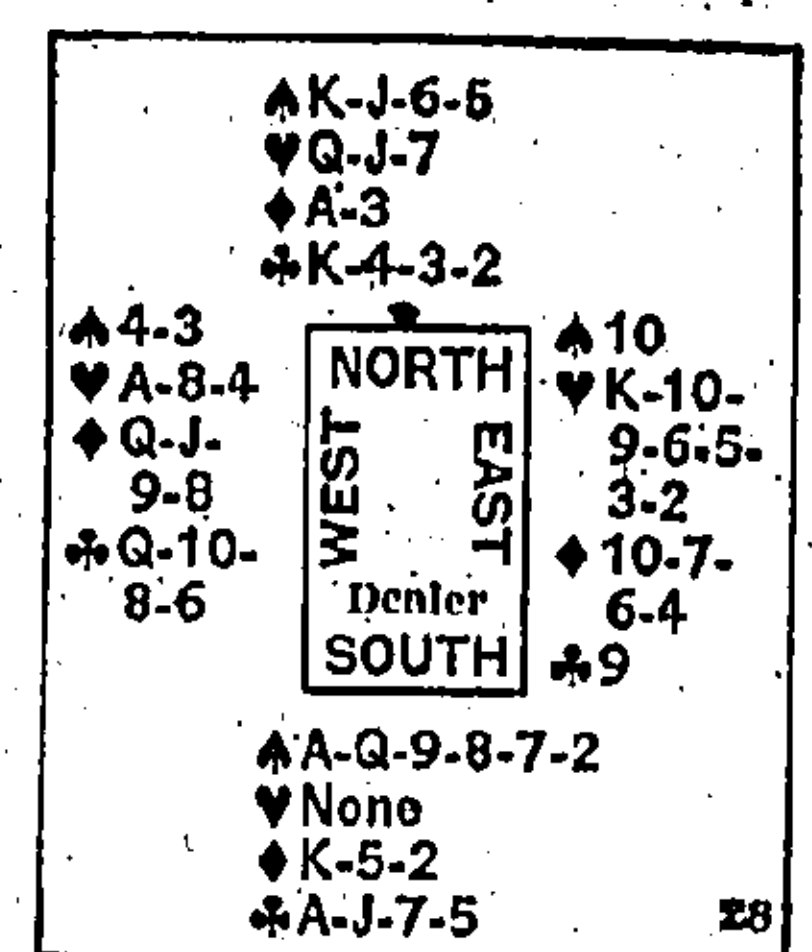 ♠K-J-6-5
♥Q-J-7
♦A-3
♣K-4-3-2
♠4-3
♥A-8-4
♦Q-J-
9-8
♣Q-10-
8-6
NORTH
WEST
EAST
Dealer
SOUTH
♠10
♥K-10-
9-6-5-
3-2
♦10-7-
6-4
♣9
♠A-Q-9-8-7-2
♥None
♦K-5-2
♣A-J-7-5